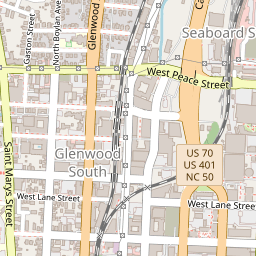 Gaston Street
North Boylan Ave
Glenwood
Ca
Seaboard S
West Peace Street
Glenwood
South
US 70
US 401
NC 50
Saint Marys Street
West Lane Street
West Lane Street